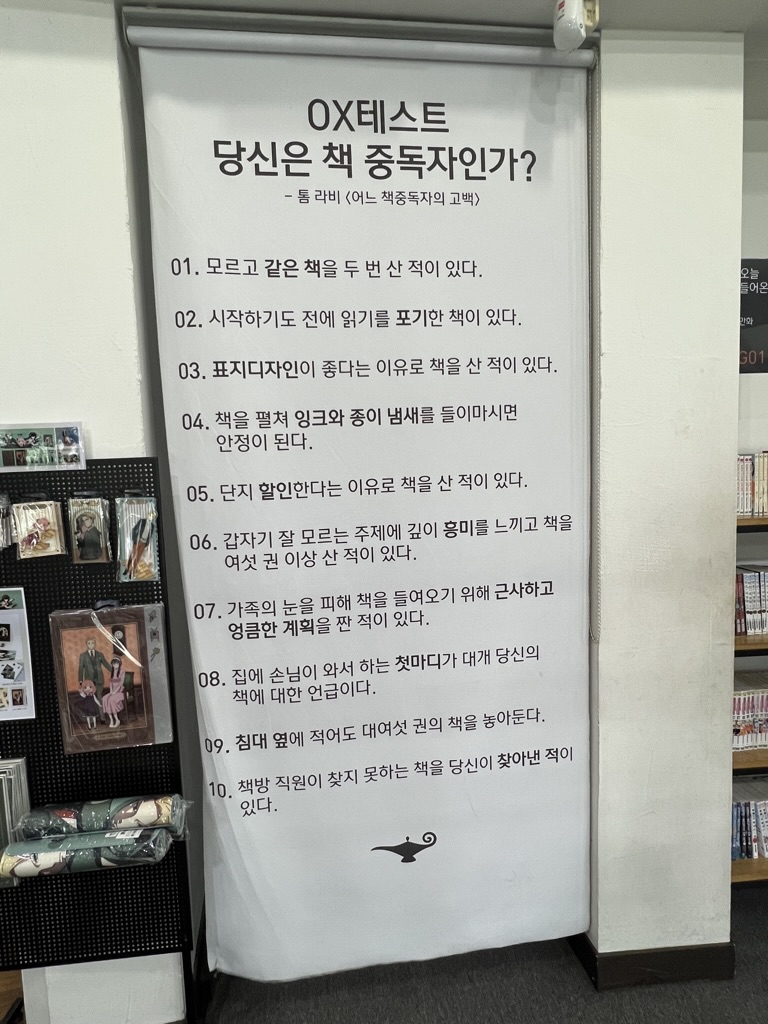 OX테스트
당신은 책 중독자인가?
– 톰 라비 〈어느 책중독자의 고백〉
01. 모르고 같은 책을 두 번 산 적이 있다.
02. 시작하기도 전에 읽기를 포기한 책이 있다.
03. 표지디자인이 좋다는 이유로 책을 산 적이 있다.
04. 책을 펼쳐 잉크와 종이 냄새를 들이마시면
안정이 된다.
05. 단지 할인한다는 이유로 책을 산 적이 있다.
06. 갑자기 잘 모르는 주제에 깊이 흥미를 느끼고 책을
여섯 권 이상 산 적이 있다.
07. 가족의 눈을 피해 책을 들여오기 위해 근사하고
엉큼한 계획을 짠 적이 있다.
08. 집에 손님이 와서 하는 첫마디가 대개 당신의
책에 대한 언급이다.
09. 침대 옆에 적어도 대여섯 권의 책을 놓아둔다.
10. 책방 직원이 찾지 못하는 책을 당신이 찾아낸 적이
있다.
오늘
들어온
만화
G01